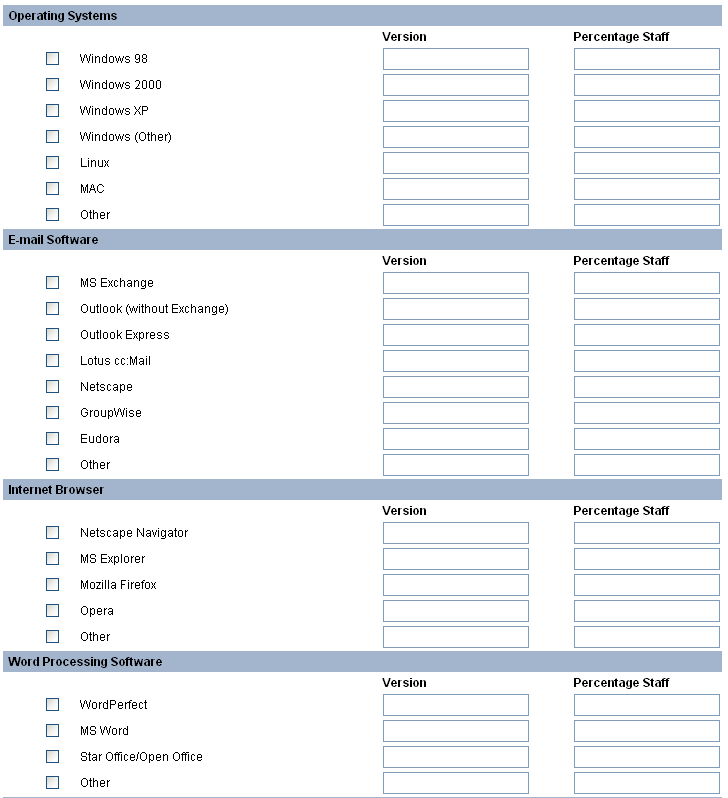 Operating Systems
Version Percentage Staff
Windows 98
Windows 2000
Windows XP
Windows (Other)
Linux
MAC
Other
E-mail Software
Version Percentage Staff
MS Exchange
Outlook (without Exchange)
Outlook Express
Lotus cc:Mail
Netscape
GroupWise
Eudora
Other
Internet Browser
Version Percentage Staff
Netscape Navigator
MS Explorer
Mozilla Firefox
Opera
Other
Word Processing Software
Version Percentage Staff
WordPerfect
MS Word
Star Office/Open Office
Other